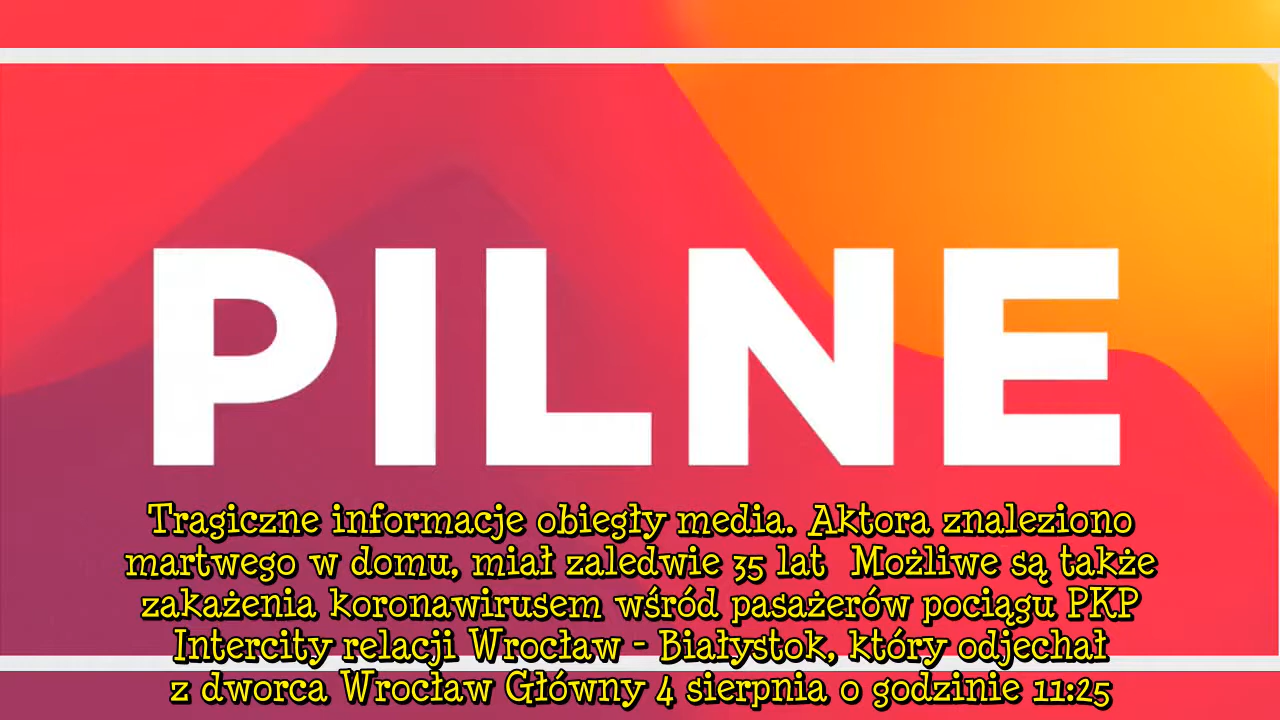 PILNE
Tragiczne informacje obiegły media. Aktora znaleziono
martwego w domu, miał zaledwie 35 lat  Możliwe są także
zakażenia koronawirusem wśród pasażerów pociągu PKP
Intercity relacji Wrocław - Białystok, który odjechał
z dworca Wrocław Główny 4 sierpnia o godzinie 11:25